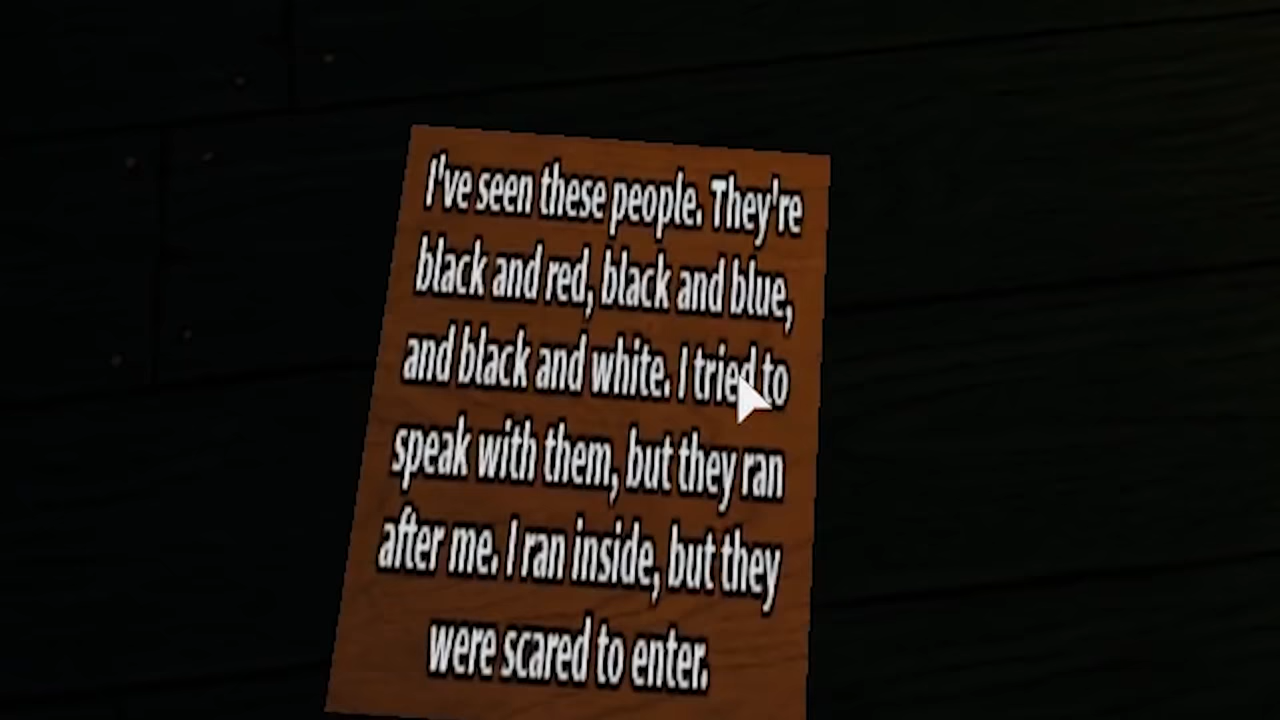 I've seen these people. They're
black and red, black and blue,
and black and white. I tried to
speak with them, but they ran
after me. I ran inside, but they
were scared to enter.